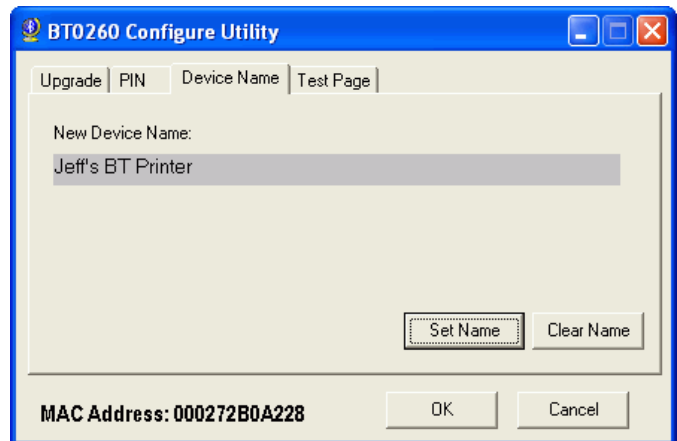 BT0260 Configure Utility
Upgrade PIN Device Name Test Page
New Device Name:
Jeff's BT Printer
Set Name Clear Name
MAC Address: 000272B0A228 OK Cancel